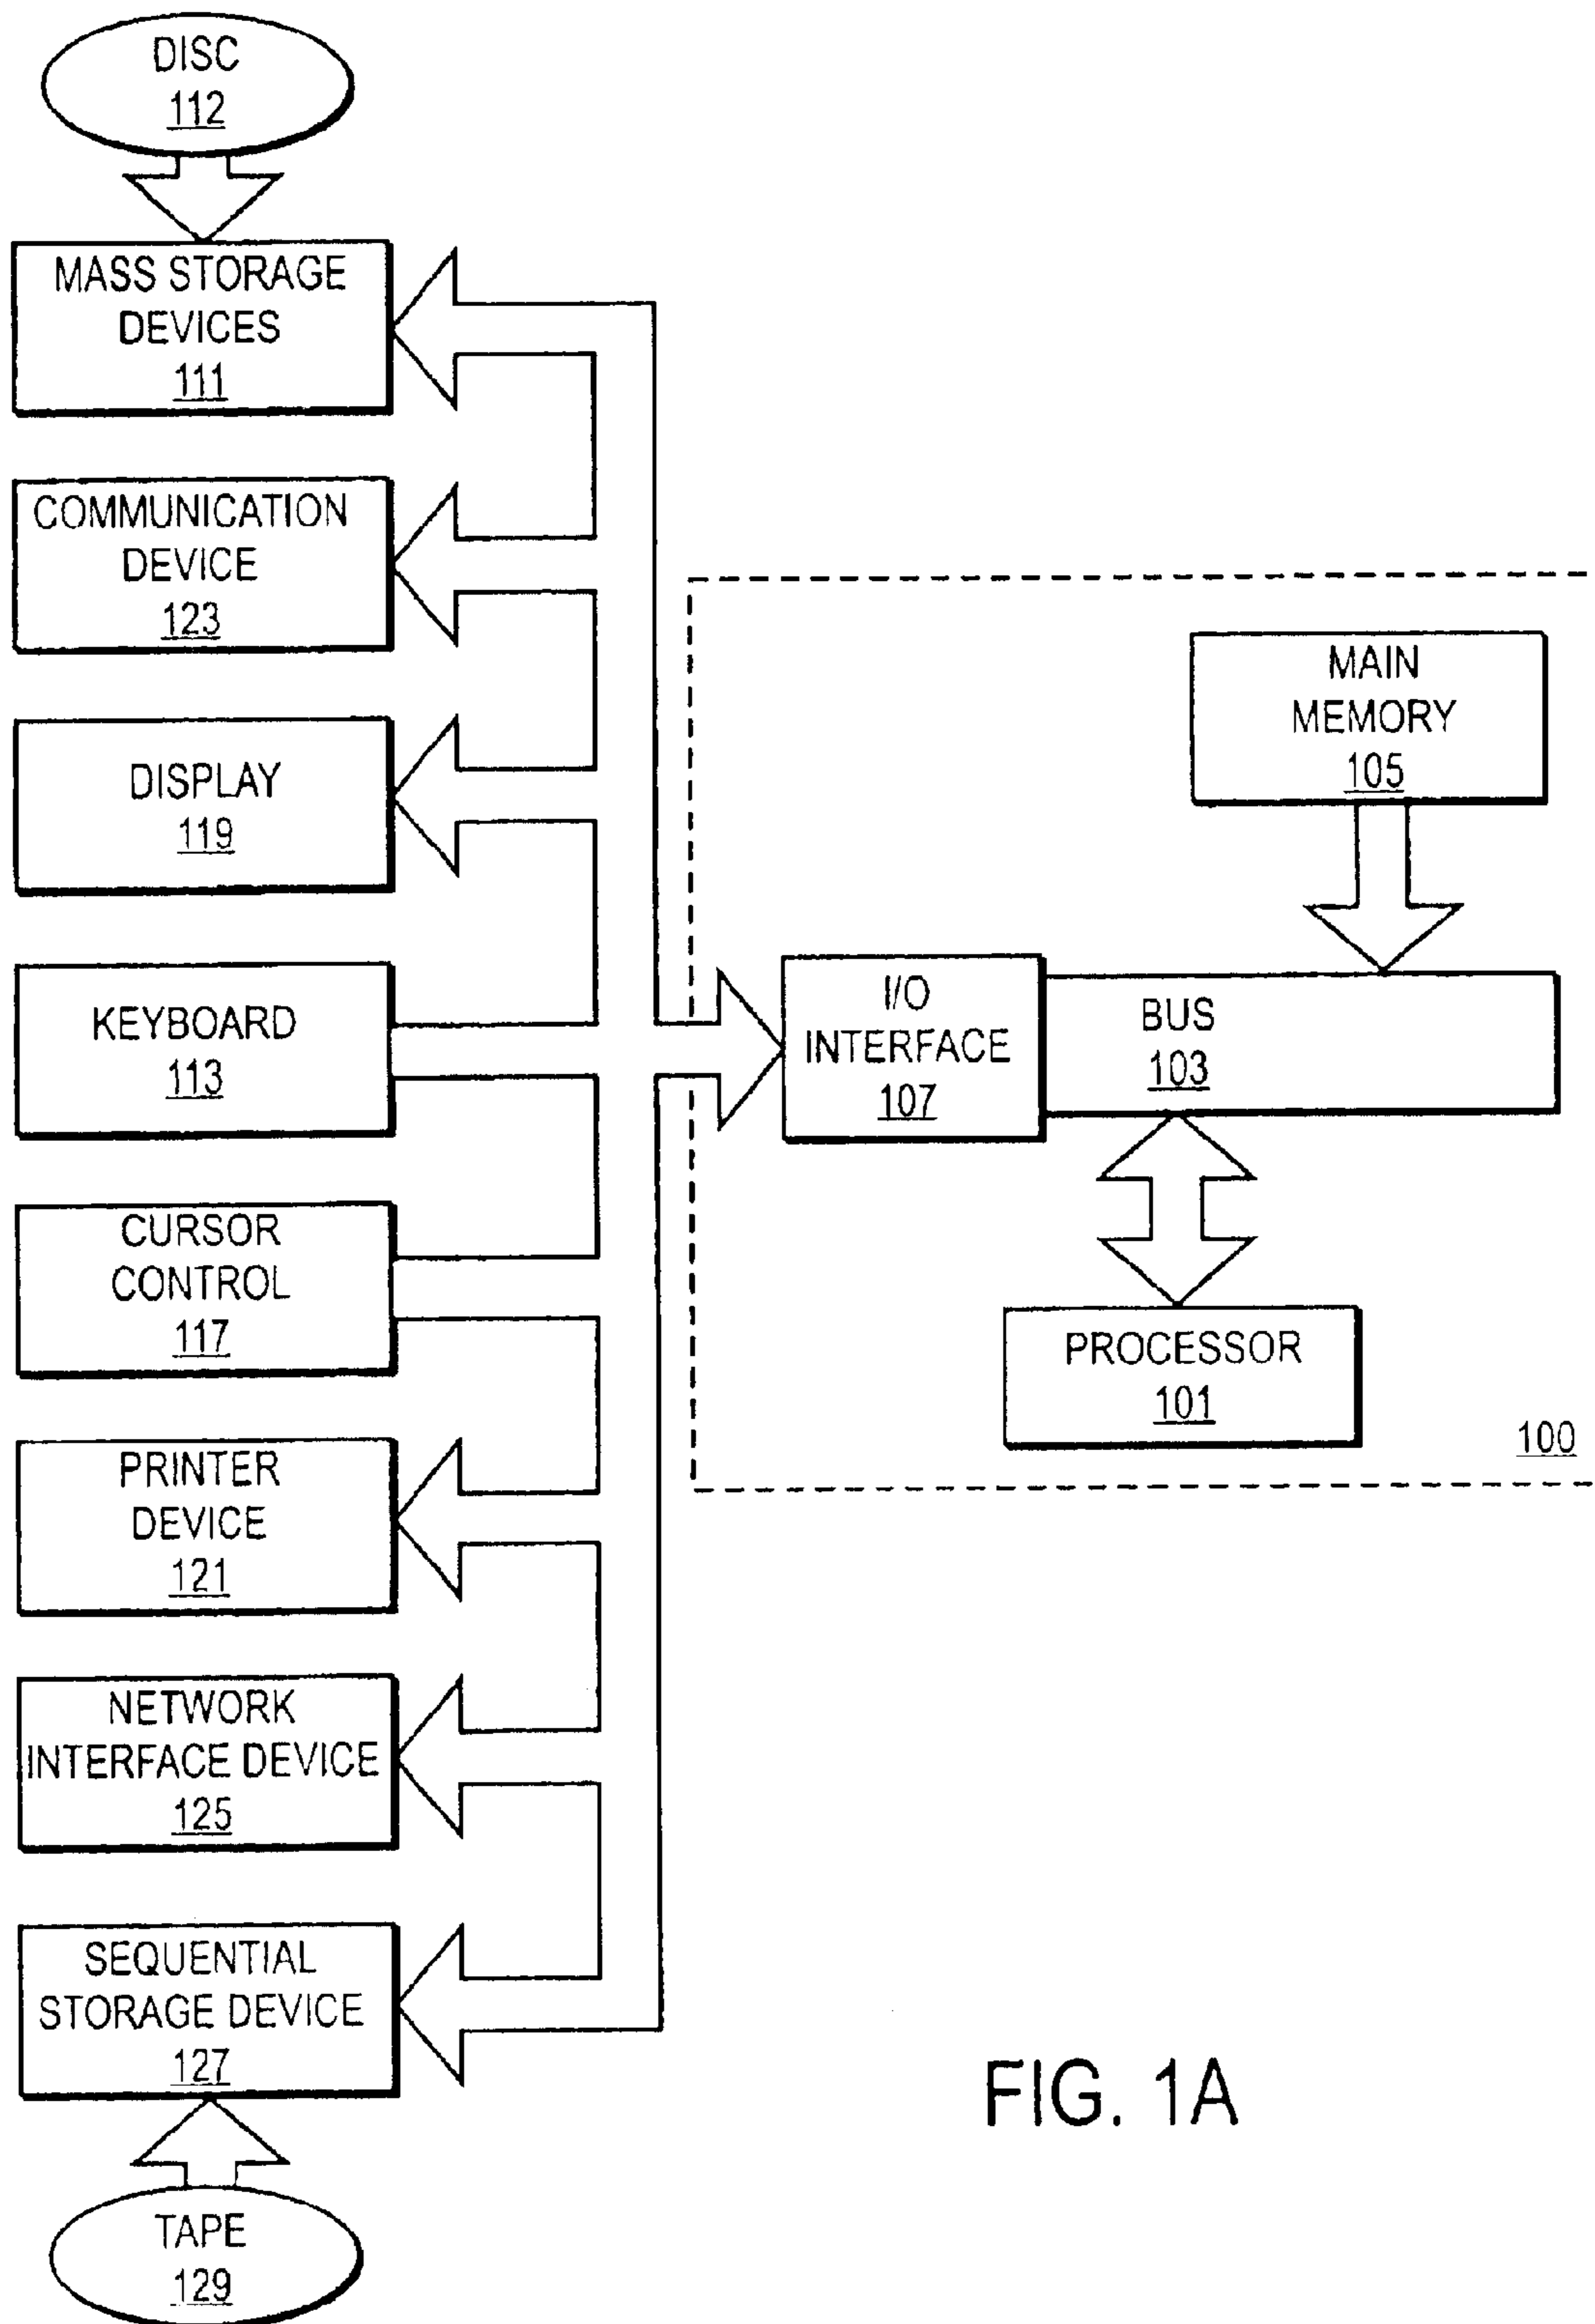 DISC
112
MASS STORAGE
DEVICES
111
COMMUNICATION
DEVICE
123
DISPLAY
119
KEYBOARD
113
CURSOR
CONTROL
117
PRINTER
DEVICE
121
NETWORK
INTERFACE DEVICE
125
SEQUENTIAL
STORAGE DEVICE
127
TAPE
129
MAIN
MEMORY
105
I/O
INTERFACE
107
BUS
103
PROCESSOR
101
100
FIG. 1A